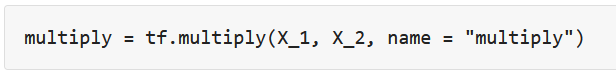 multiply = tf.multiply(X_1, X_2, name = "multiply")